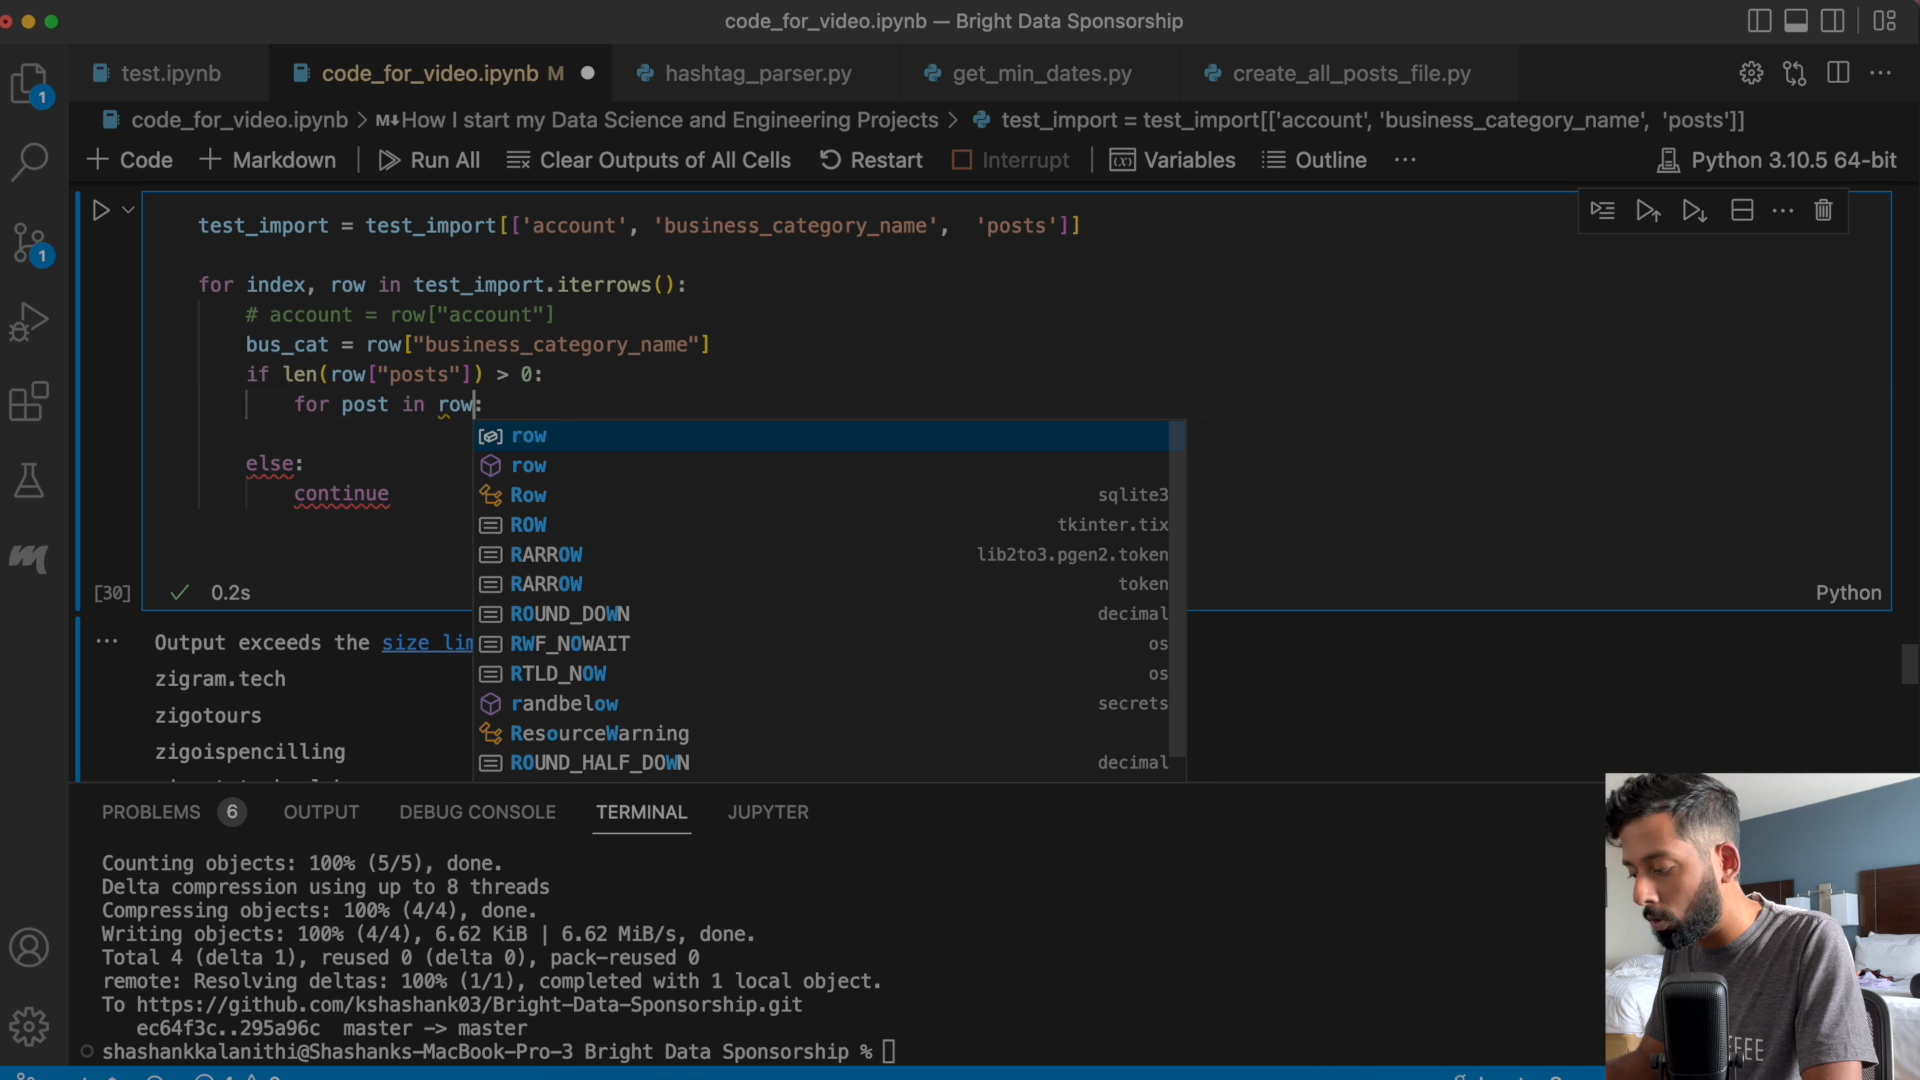 code_for_video.ipynb — Bright Data Sponsorship
test.ipynb
code_for_video.ipynb M
hashtag_parser.py
get_min_dates.py
create_all_posts_file.py
1
code_for_video.ipynb > M↓How I start my Data Science and Engineering Projects > test_import = test_import[['account', 'business_category_name', 'posts']]
+ Code + Markdown Run All Clear Outputs of All Cells Restart Interrupt Variables Outline ··· Python 3.10.5 64-bit
1
test_import = test_import[['account', 'business_category_name',  'posts']]
for index, row in test_import.iterrows():
# account = row["account"]
bus_cat = row["business_category_name"]
if len(row["posts"]) > 0:
for post in row:
else:
continue
row
row
Row sqlite3
ROW tkinter.tix
RARROW lib2to3.pgen2.token
RARROW token
ROUND_DOWN decimal
RWF_NOWAIT os
RTLD_NOW os
randbelow secrets
ResourceWarning
ROUND_HALF_DOWN decimal
[30] 0.2s Python
Output exceeds the size lim
zigram.tech
zigotours
zigoispencilling
PROBLEMS 6 OUTPUT DEBUG CONSOLE TERMINAL JUPYTER
Counting objects: 100% (5/5), done.
Delta compression using up to 8 threads
Compressing objects: 100% (4/4), done.
Writing objects: 100% (4/4), 6.62 KiB | 6.62 MiB/s, done.
Total 4 (delta 1), reused 0 (delta 0), pack-reused 0
remote: Resolving deltas: 100% (1/1), completed with 1 local object.
To https://github.com/kshashank03/Bright-Data-Sponsorship.git
ec64f3c..295a96c  master -> master
shashankkalanithi@Shashanks-MacBook-Pro-3 Bright Data Sponsorship %